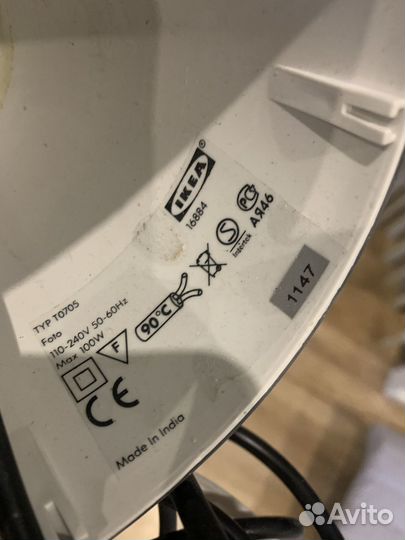 IKEA®
16884
TYP T0705
Foto
110-240V 50-60Hz
Max 100W
F
90°C
S
Intertek
РС
АЯ46
1147
CE
Made in India
Avito